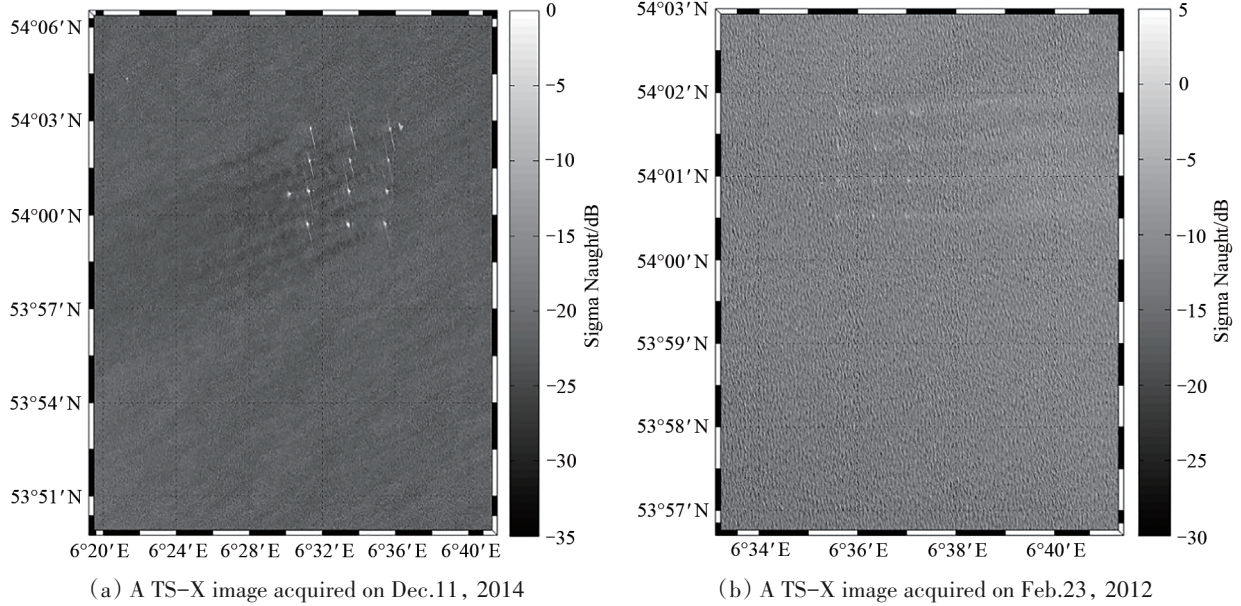 54°06′N
54°03′N
54°00′N
53°57′N
53°54′N
53°51′N
6°20′E 6°24′E 6°28′E 6°32′E 6°36′E 6°40′E
0
−5
−10
−15
−20
−25
−30
−35
Sigma Naught/dB
(a) A TS−X image acquired on Dec.11, 2014
54°03′N
54°02′N
54°01′N
54°00′N
53°59′N
53°58′N
53°57′N
6°34′E 6°36′E 6°38′E 6°40′E
5
0
−5
−10
−15
−20
−25
−30
Sigma Naught/dB
(b) A TS−X image acquired on Feb.23, 2012